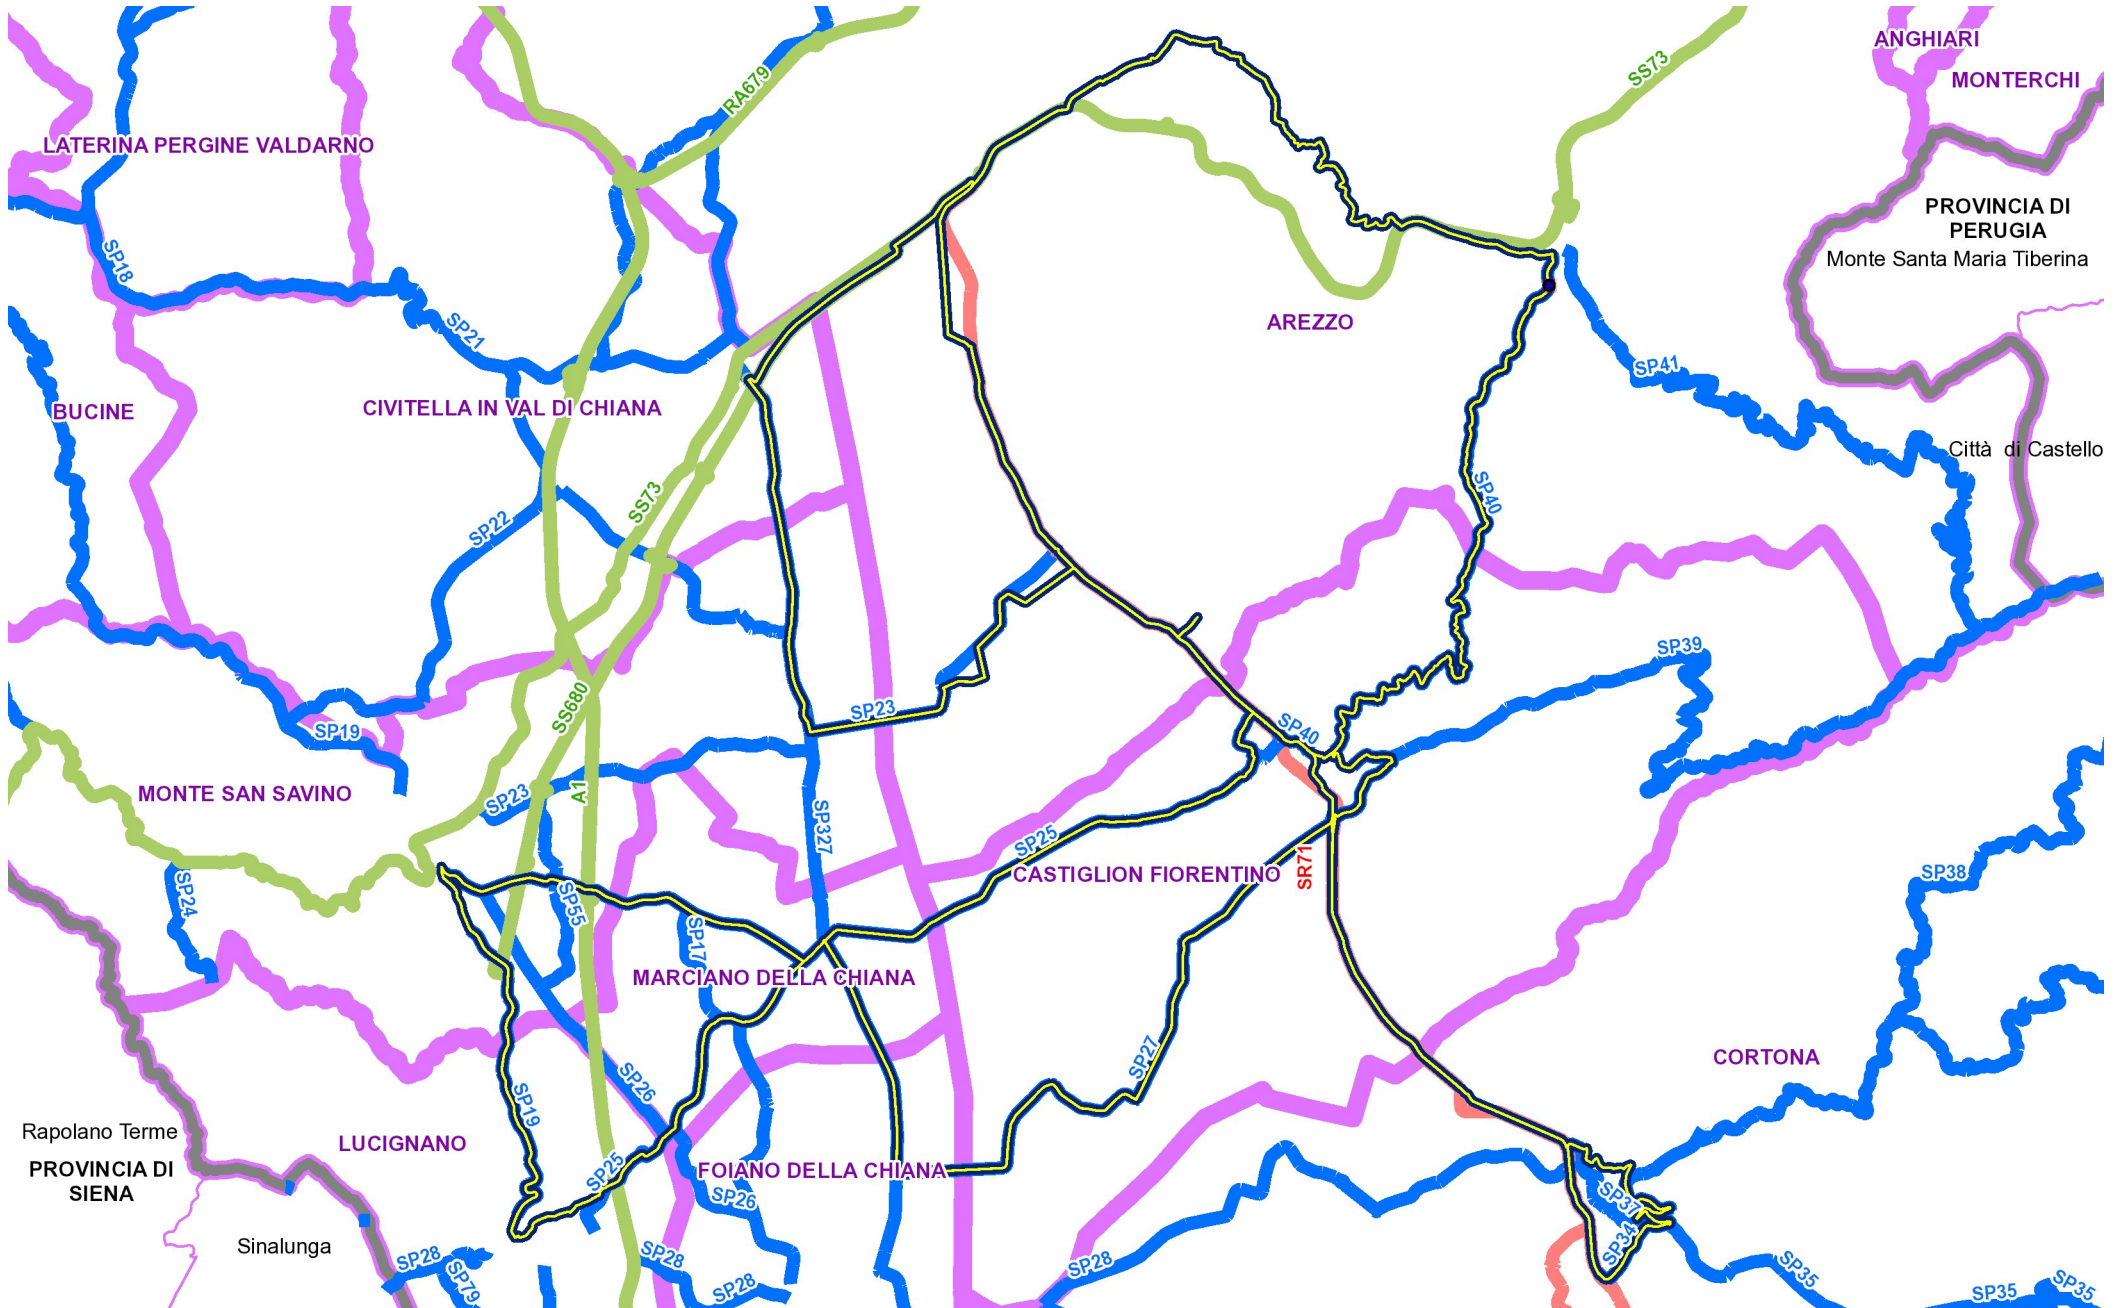 ANGHIARI
SS73
MONTERCHI
RA679
LATERINA PERGINE VALDARNO
PROVINCIA DI
PERUGIA
Monte Santa Maria Tiberina
SP18
AREZZO
SP21
SP41
CIVITELLA IN VAL DI CHIANA
BUCINE
Città di Castello
SP40
SS73
SP22
SP39
SS680
SP23
SP40
SP19
MONTE SAN SAVINO
A1
SP23
SP327
SP25
CASTIGLION FIORENTINO
SR71
SP38
SP24
SP55
SP17
MARCIANO DELLA CHIANA
SP27
CORTONA
SP26
SP19
Rapolano Terme
LUCIGNANO
PROVINCIA DI
SIENA
SP25
FOIANO DELLA CHIANA
SP26
SP37
SP34
Sinalunga
SP28
SP79
SP28
SP28
SP28
SP35
SP35
SP35